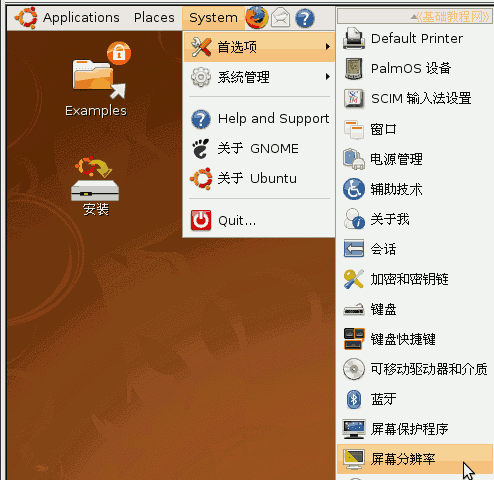 Applications Places System
Examples
安装
首选项
系统管理
Help and Support
关于 GNOME
关于 Ubuntu
Quit...
《基础教程网》
Default Printer
PalmOS 设备
SCIM 输入法设置
窗口
电源管理
辅助技术
关于我
会话
加密和密钥链
键盘
键盘快捷键
可移动驱动器和介质
蓝牙
屏幕保护程序
屏幕分辨率